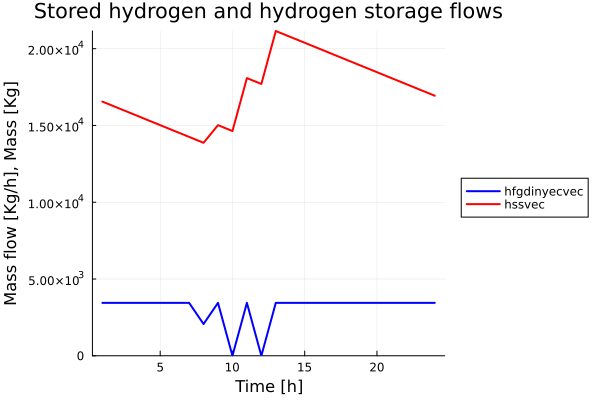 Stored hydrogen and hydrogen storage flows
Mass flow [Kg/h], Mass [Kg]
2.00×10⁴
1.50×10⁴
1.00×10⁴
5.00×10³
0
5 10 15 20
Time [h]
hfgdinyecvec
hssvec